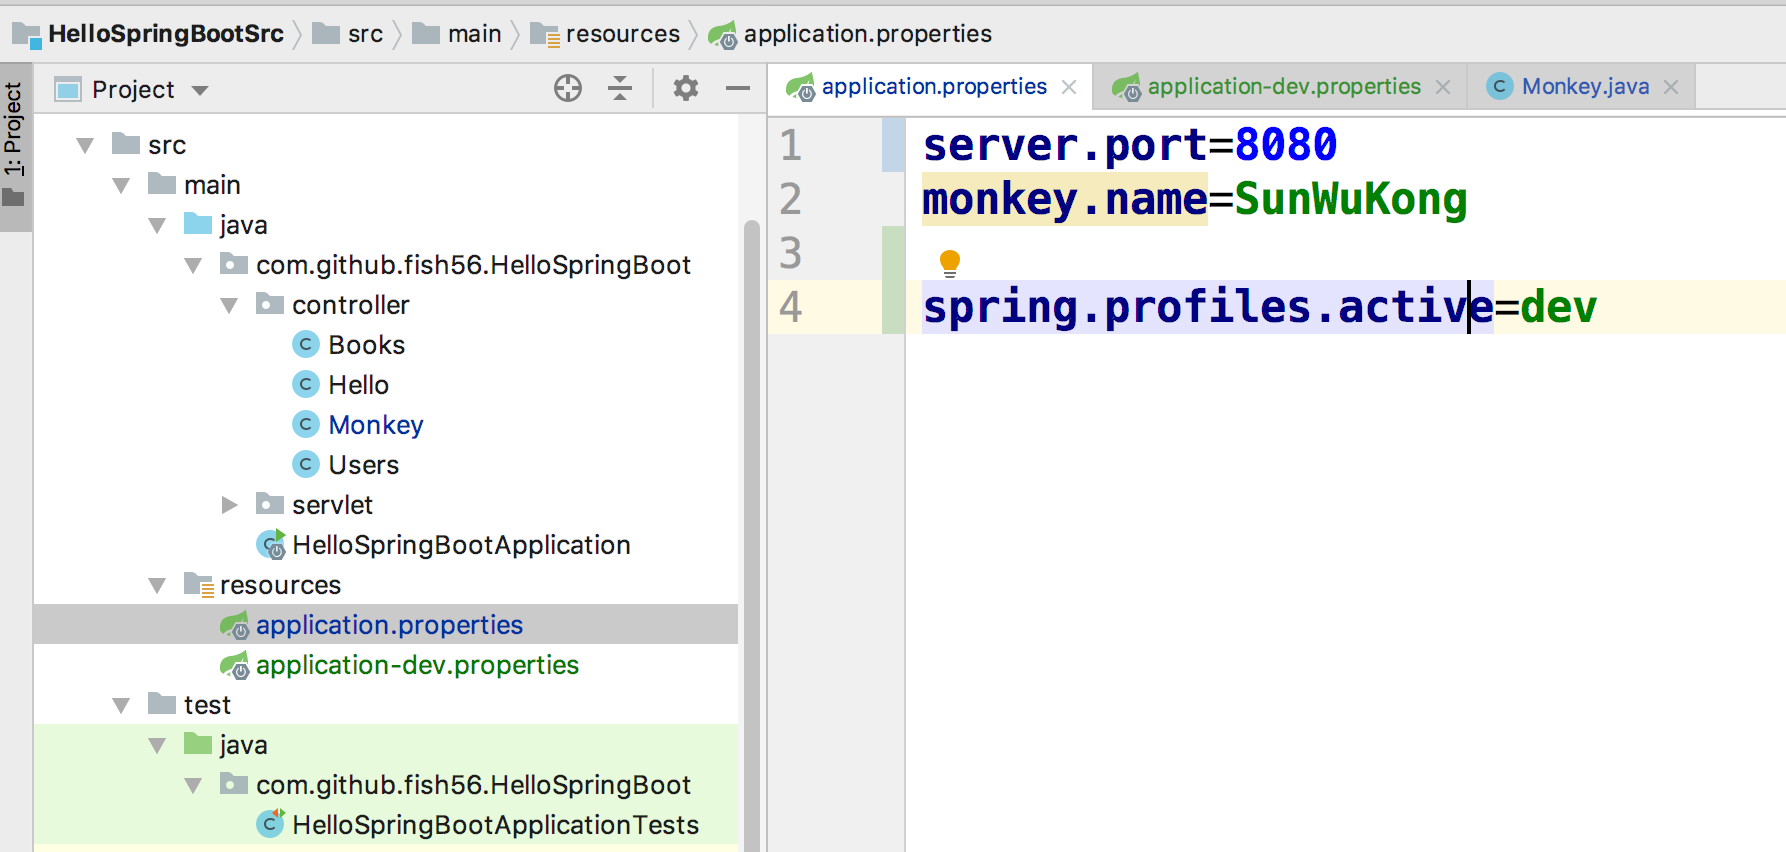 HelloSpringBootSrc src main resources application.properties
1: Project
Project
src
main
java
com.github.fish56.HelloSpringBoot
controller
Books
Hello
Monkey
Users
servlet
HelloSpringBootApplication
resources
application.properties
application-dev.properties
test
java
com.github.fish56.HelloSpringBoot
HelloSpringBootApplicationTests
application.properties application-dev.properties Monkey.java
1 server.port=8080
2 monkey.name=SunWuKong
3
4 spring.profiles.active=dev